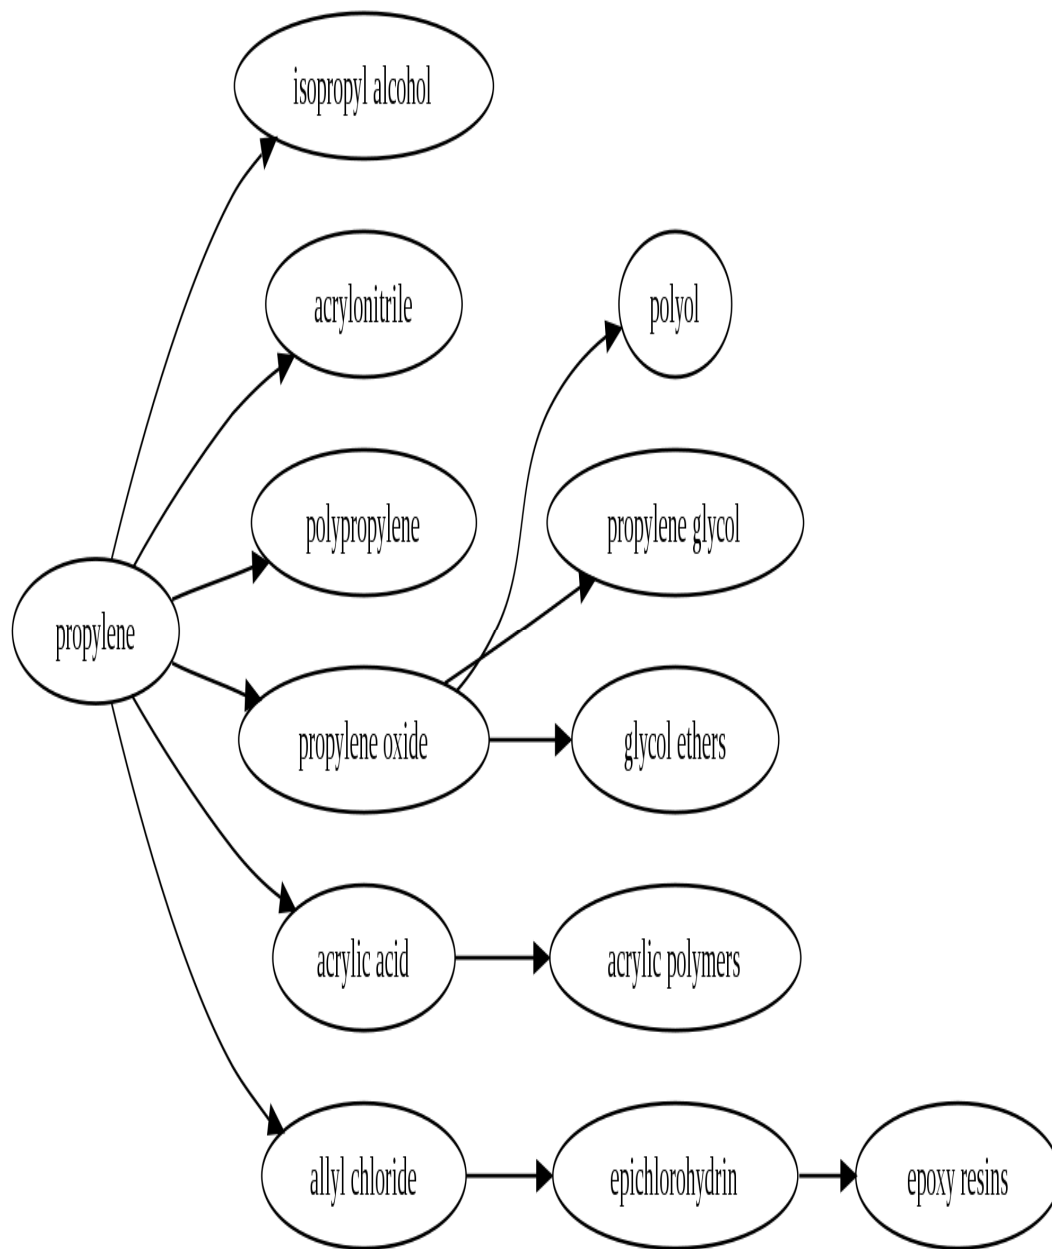 isopropyl alcohol
acrylonitrile
polyol
polypropylene
propylene glycol
propylene
propylene oxide
glycol ethers
acrylic acid
acrylic polymers
allyl chloride
epichlorohydrin
epoxy resins